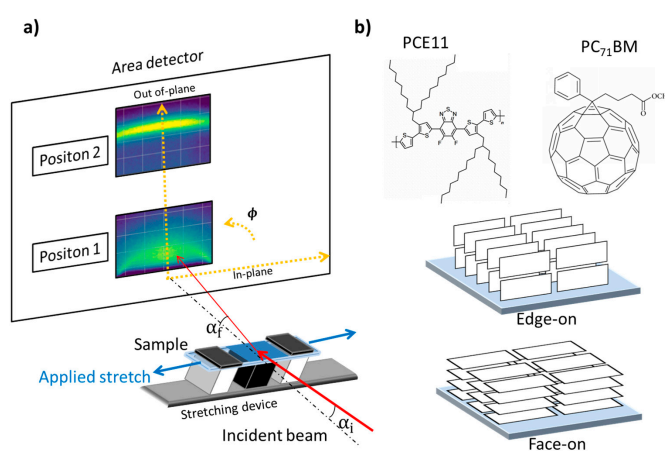 a)
Area detector
Out of-plane
Positon 2
Positon 1
ϕ
In-plane
αf
Sample
Applied stretch
Stretching device
Incident beam
αi
b)
PCE11
PC71BM
N S N
S S S S
F F
n
OCH
O
Edge-on
Face-on